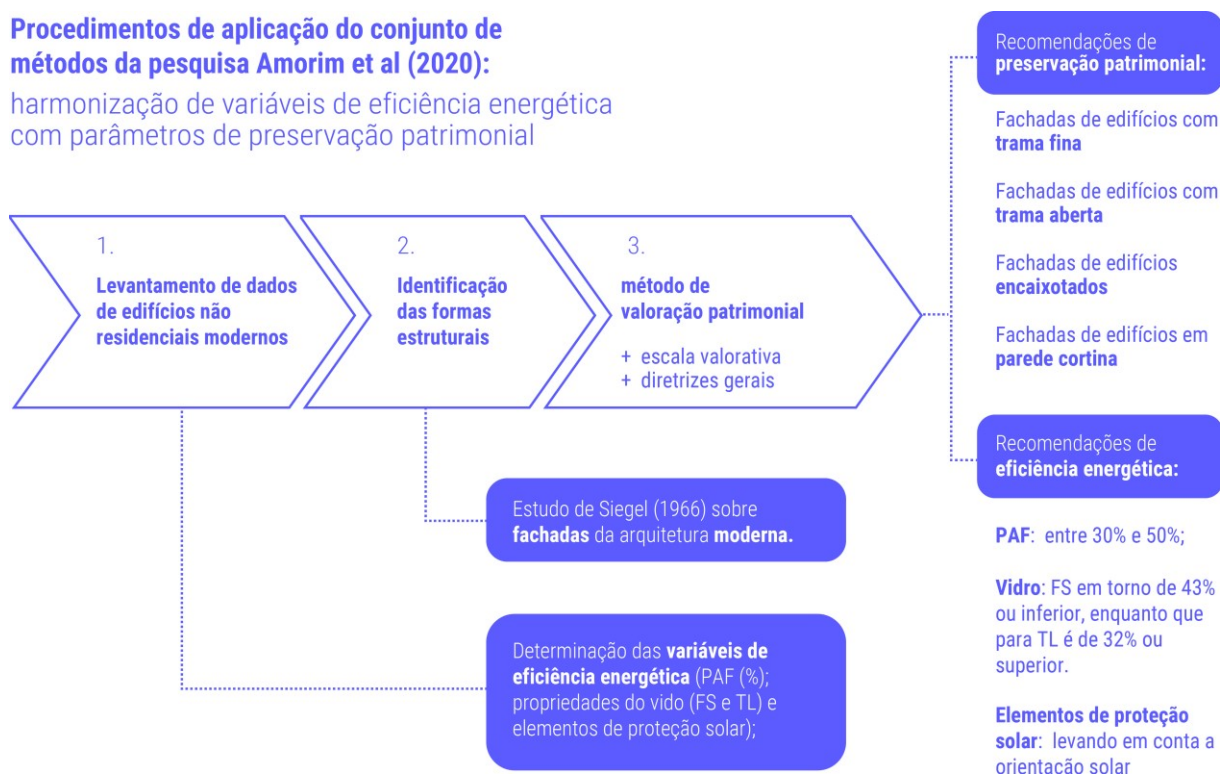 Procedimentos de aplicação do conjunto de
métodos da pesquisa Amorim et al (2020):
harmonização de variáveis de eficiência energética
com parâmetros de preservação patrimonial
1.
Levantamento de dados
de edifícios não
residenciais modernos
2.
Identificação
das formas
estruturais
3.
método de
valoração patrimonial
+ escala valorativa
+ diretrizes gerais
Estudo de Siegel (1966) sobre
fachadas da arquitetura moderna.
Determinação das variáveis de
eficiência energética (PAF (%);
propriedades do vido (FS e TL) e
elementos de proteção solar);
Recomendações de
preservação patrimonial:
Fachadas de edifícios com
trama fina
Fachadas de edifícios com
trama aberta
Fachadas de edifícios
encaixotados
Fachadas de edifícios em
parede cortina
Recomendações de
eficiência energética:
PAF: entre 30% e 50%;
Vidro: FS em torno de 43%
ou inferior, enquanto que
para TL é de 32% ou
superior.
Elementos de proteção
solar: levando em conta a
orientação solar